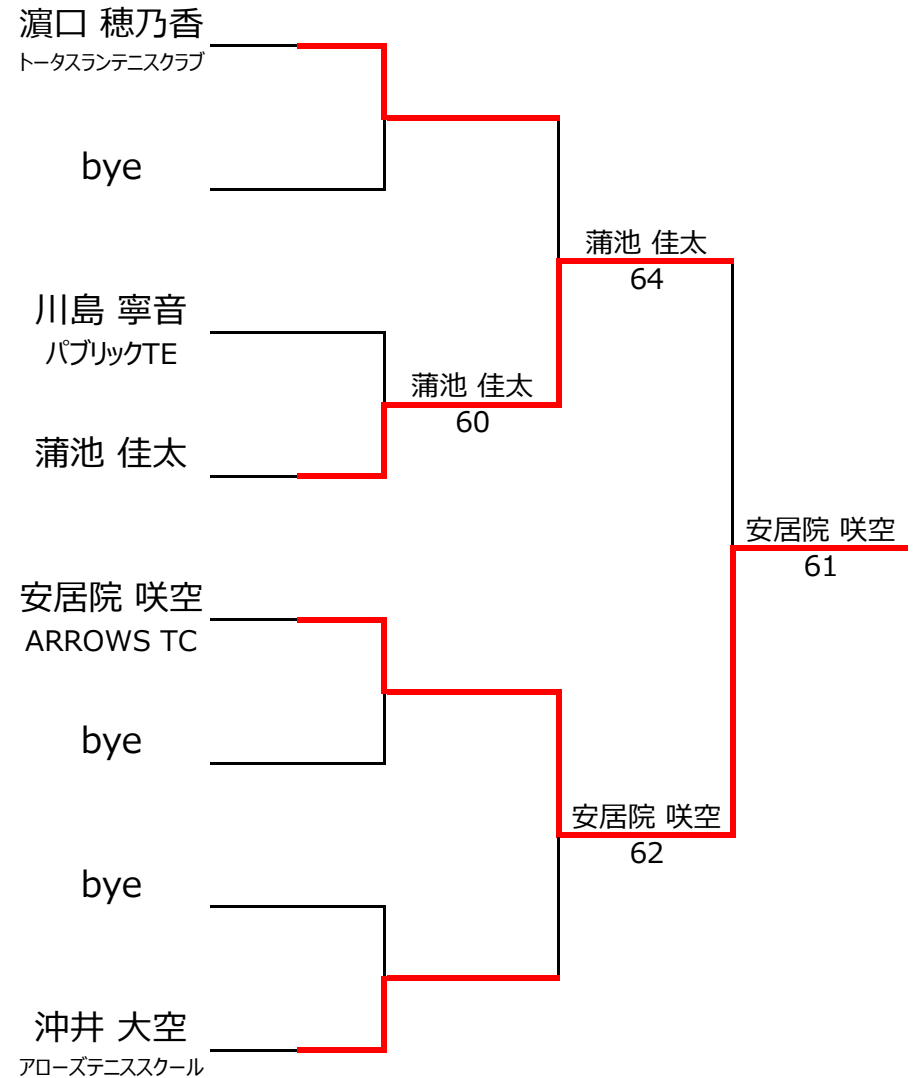 濵口 穂乃香
トータスランテニスクラブ
bye
川島 寧音
パブリックTE
蒲池 佳太
安居院 咲空
ARROWS TC
bye
bye
沖井 大空
アローズテニススクール
蒲池 佳太
60
蒲池 佳太
64
安居院 咲空
62
安居院 咲空
61